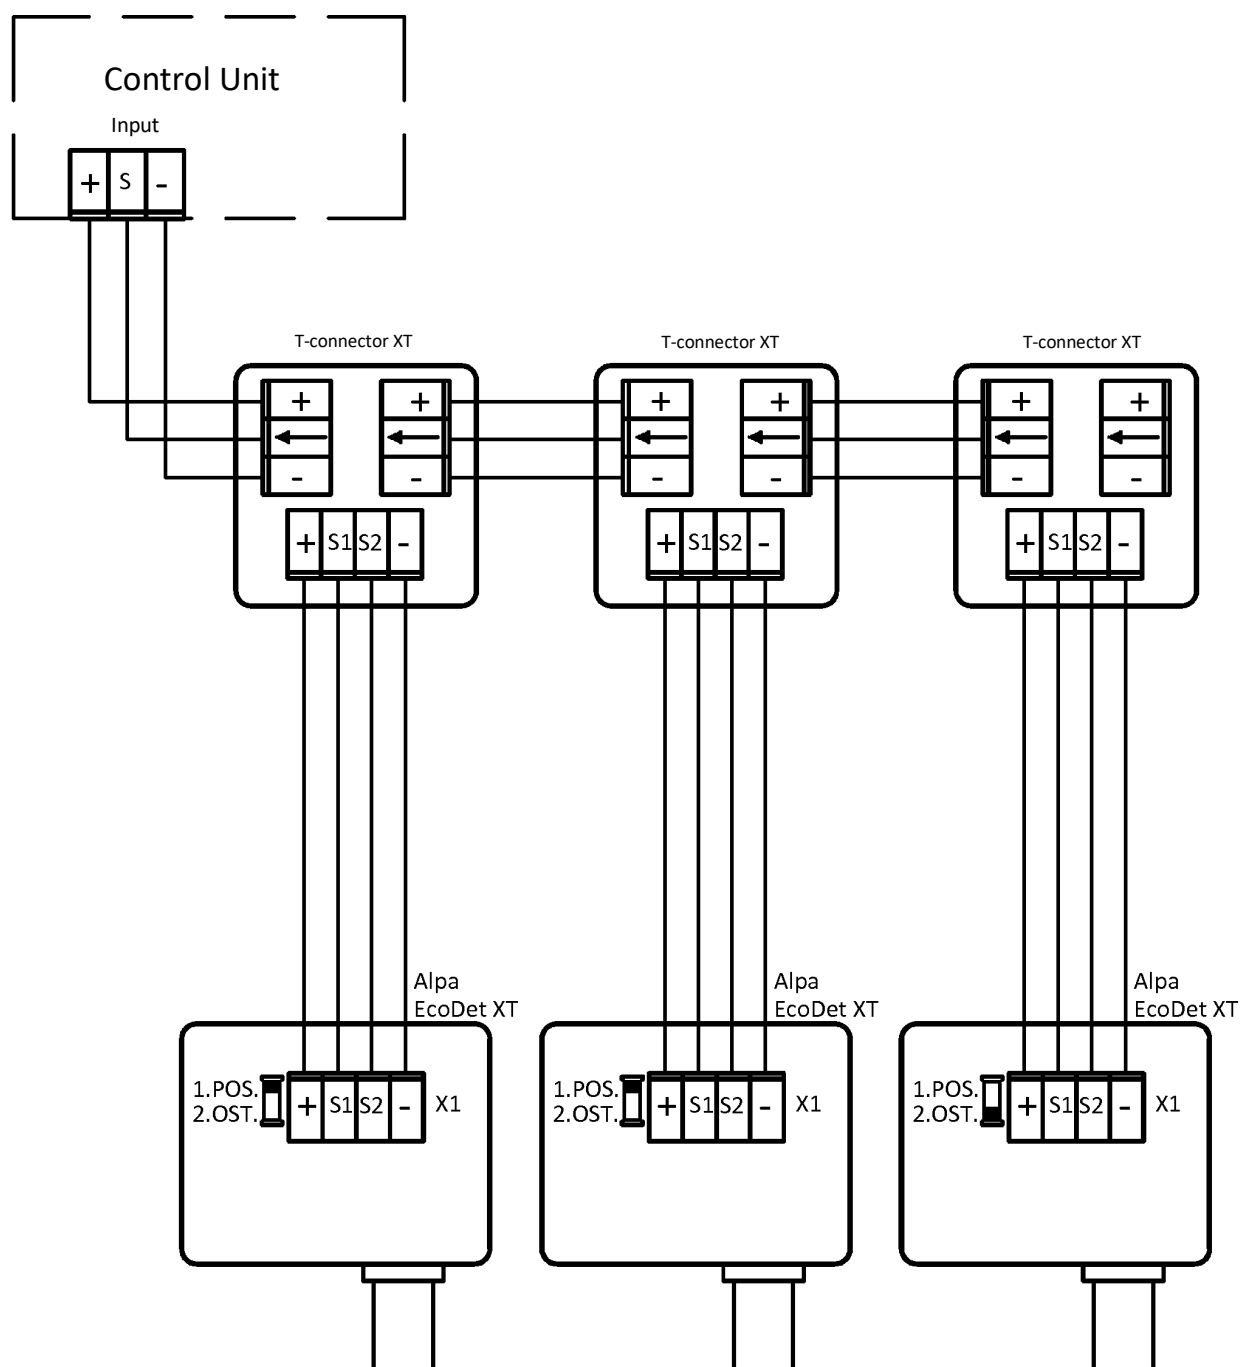 Control Unit
Input
+ S -
T-connector XT T-connector XT T-connector XT
+ + + + + +
- - - - - -
+ S1 S2 - + S1 S2 - + S1 S2 -
Alpa Alpa Alpa
EcoDet XT EcoDet XT EcoDet XT
1.POS. 1.POS. 1.POS.
2.OST. 2.OST. 2.OST.
+ S1 S2 - X1 + S1 S2 - X1 + S1 S2 - X1